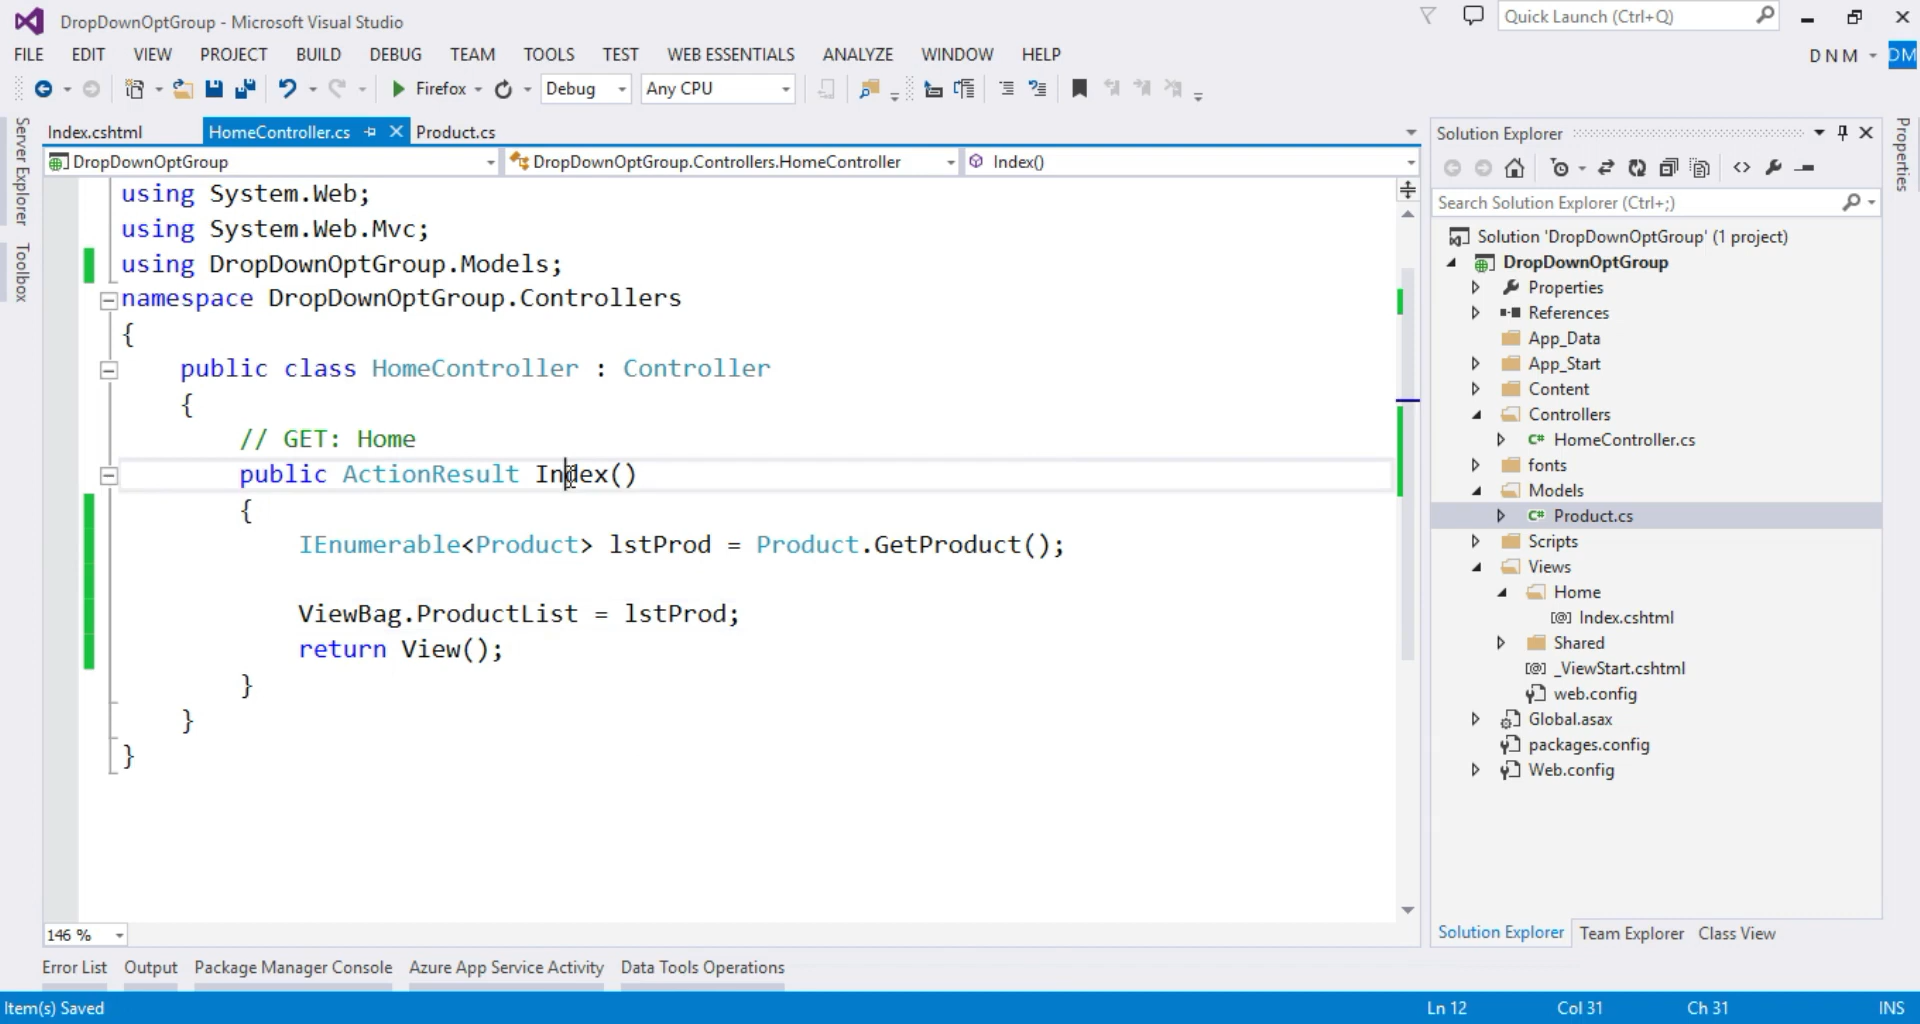 DropDownOptGroup - Microsoft Visual Studio
Quick Launch (Ctrl+Q)
FILE EDIT VIEW PROJECT BUILD DEBUG TEAM TOOLS TEST WEB ESSENTIALS ANALYZE WINDOW HELP
D N M DM
Firefox Debug Any CPU
Server Explorer
Toolbox
Index.cshtml HomeController.cs Product.cs
DropDownOptGroup DropDownOptGroup.Controllers.HomeController Index()
using System.Web;
using System.Web.Mvc;
using DropDownOptGroup.Models;
namespace DropDownOptGroup.Controllers
{
public class HomeController : Controller
{
// GET: Home
public ActionResult Index()
{
IEnumerable<Product> lstProd = Product.GetProduct();
ViewBag.ProductList = lstProd;
return View();
}
}
}
146 %
Solution Explorer
Search Solution Explorer (Ctrl+;)
Solution 'DropDownOptGroup' (1 project)
DropDownOptGroup
Properties
References
App_Data
App_Start
Content
Controllers
C# HomeController.cs
fonts
Models
C# Product.cs
Scripts
Views
Home
[@] Index.cshtml
Shared
[@] _ViewStart.cshtml
web.config
Global.asax
packages.config
Web.config
Solution Explorer Team Explorer Class View
Properties
Error List Output Package Manager Console Azure App Service Activity Data Tools Operations
Item(s) Saved Ln 12 Col 31 Ch 31 INS